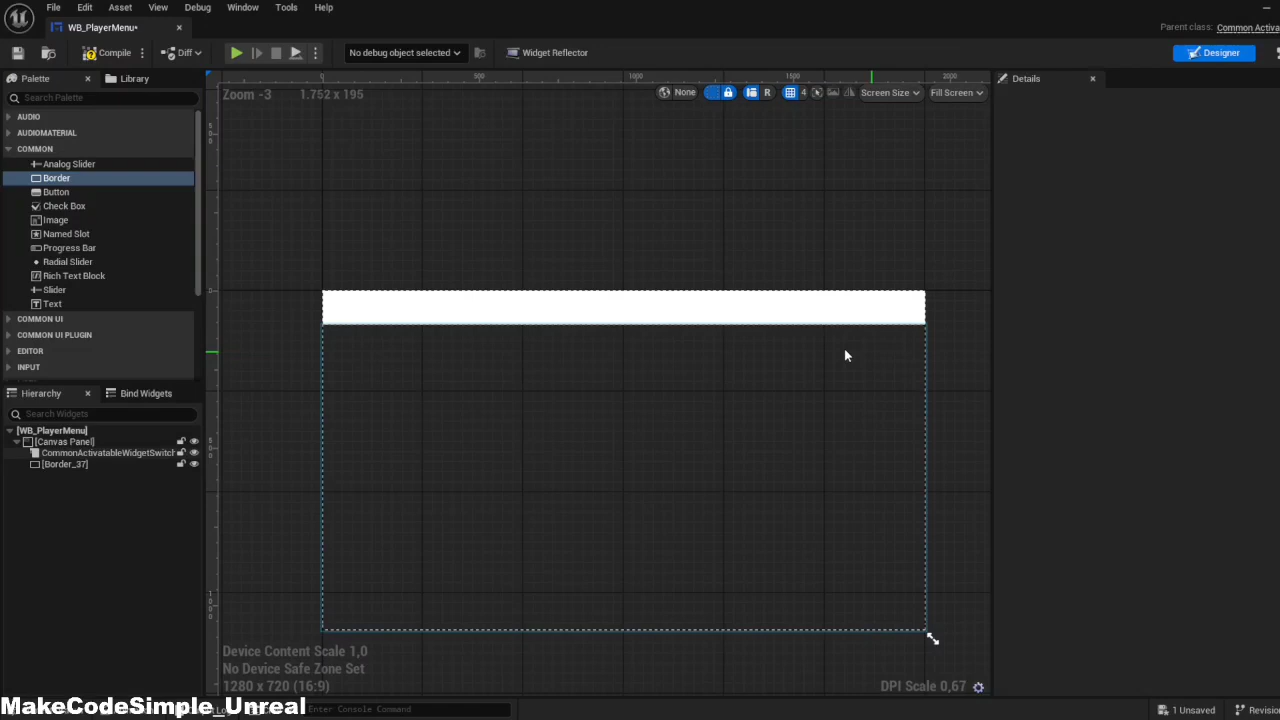 File Edit Asset View Debug Window Tools Help
WB_PlayerMenu•
Parent class: Common Activa
Compile Diff No debug object selected Widget Reflector Designer
Palette Library Details
Search Palette Zoom -3 1.752 x 195 None R 4 Screen Size Fill Screen
0 500 1000 1500 2000
AUDIO
AUDIOMATERIAL
COMMON
Analog Slider
Border
Button
Check Box
Image
Named Slot
Progress Bar
Radial Slider
Rich Text Block
Slider
Text
COMMON UI
COMMON UI PLUGIN
EDITOR
INPUT
Hierarchy Bind Widgets
Search Widgets
[WB_PlayerMenu]
[Canvas Panel]
CommonActivatableWidgetSwitch
[Border_37]
Device Content Scale 1,0
No Device Safe Zone Set
1280 x 720 (16:9) DPI Scale 0,67
MakeCodeSimple_Unreal
Enter Console Command 1 Unsaved Revision